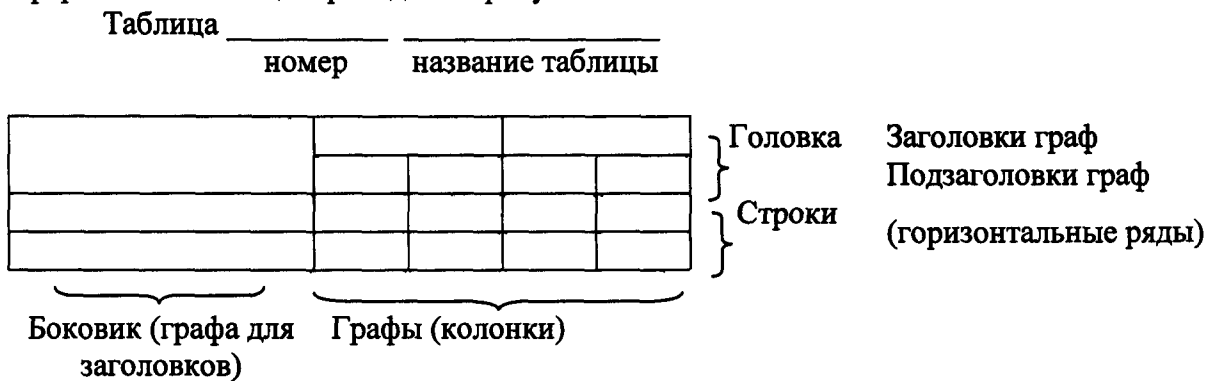 Таблица
номер название таблицы
Головка Заголовки граф
Подзаголовки граф
Строки (горизонтальные ряды)
Боковик (графа для заголовков)
Графы (колонки)